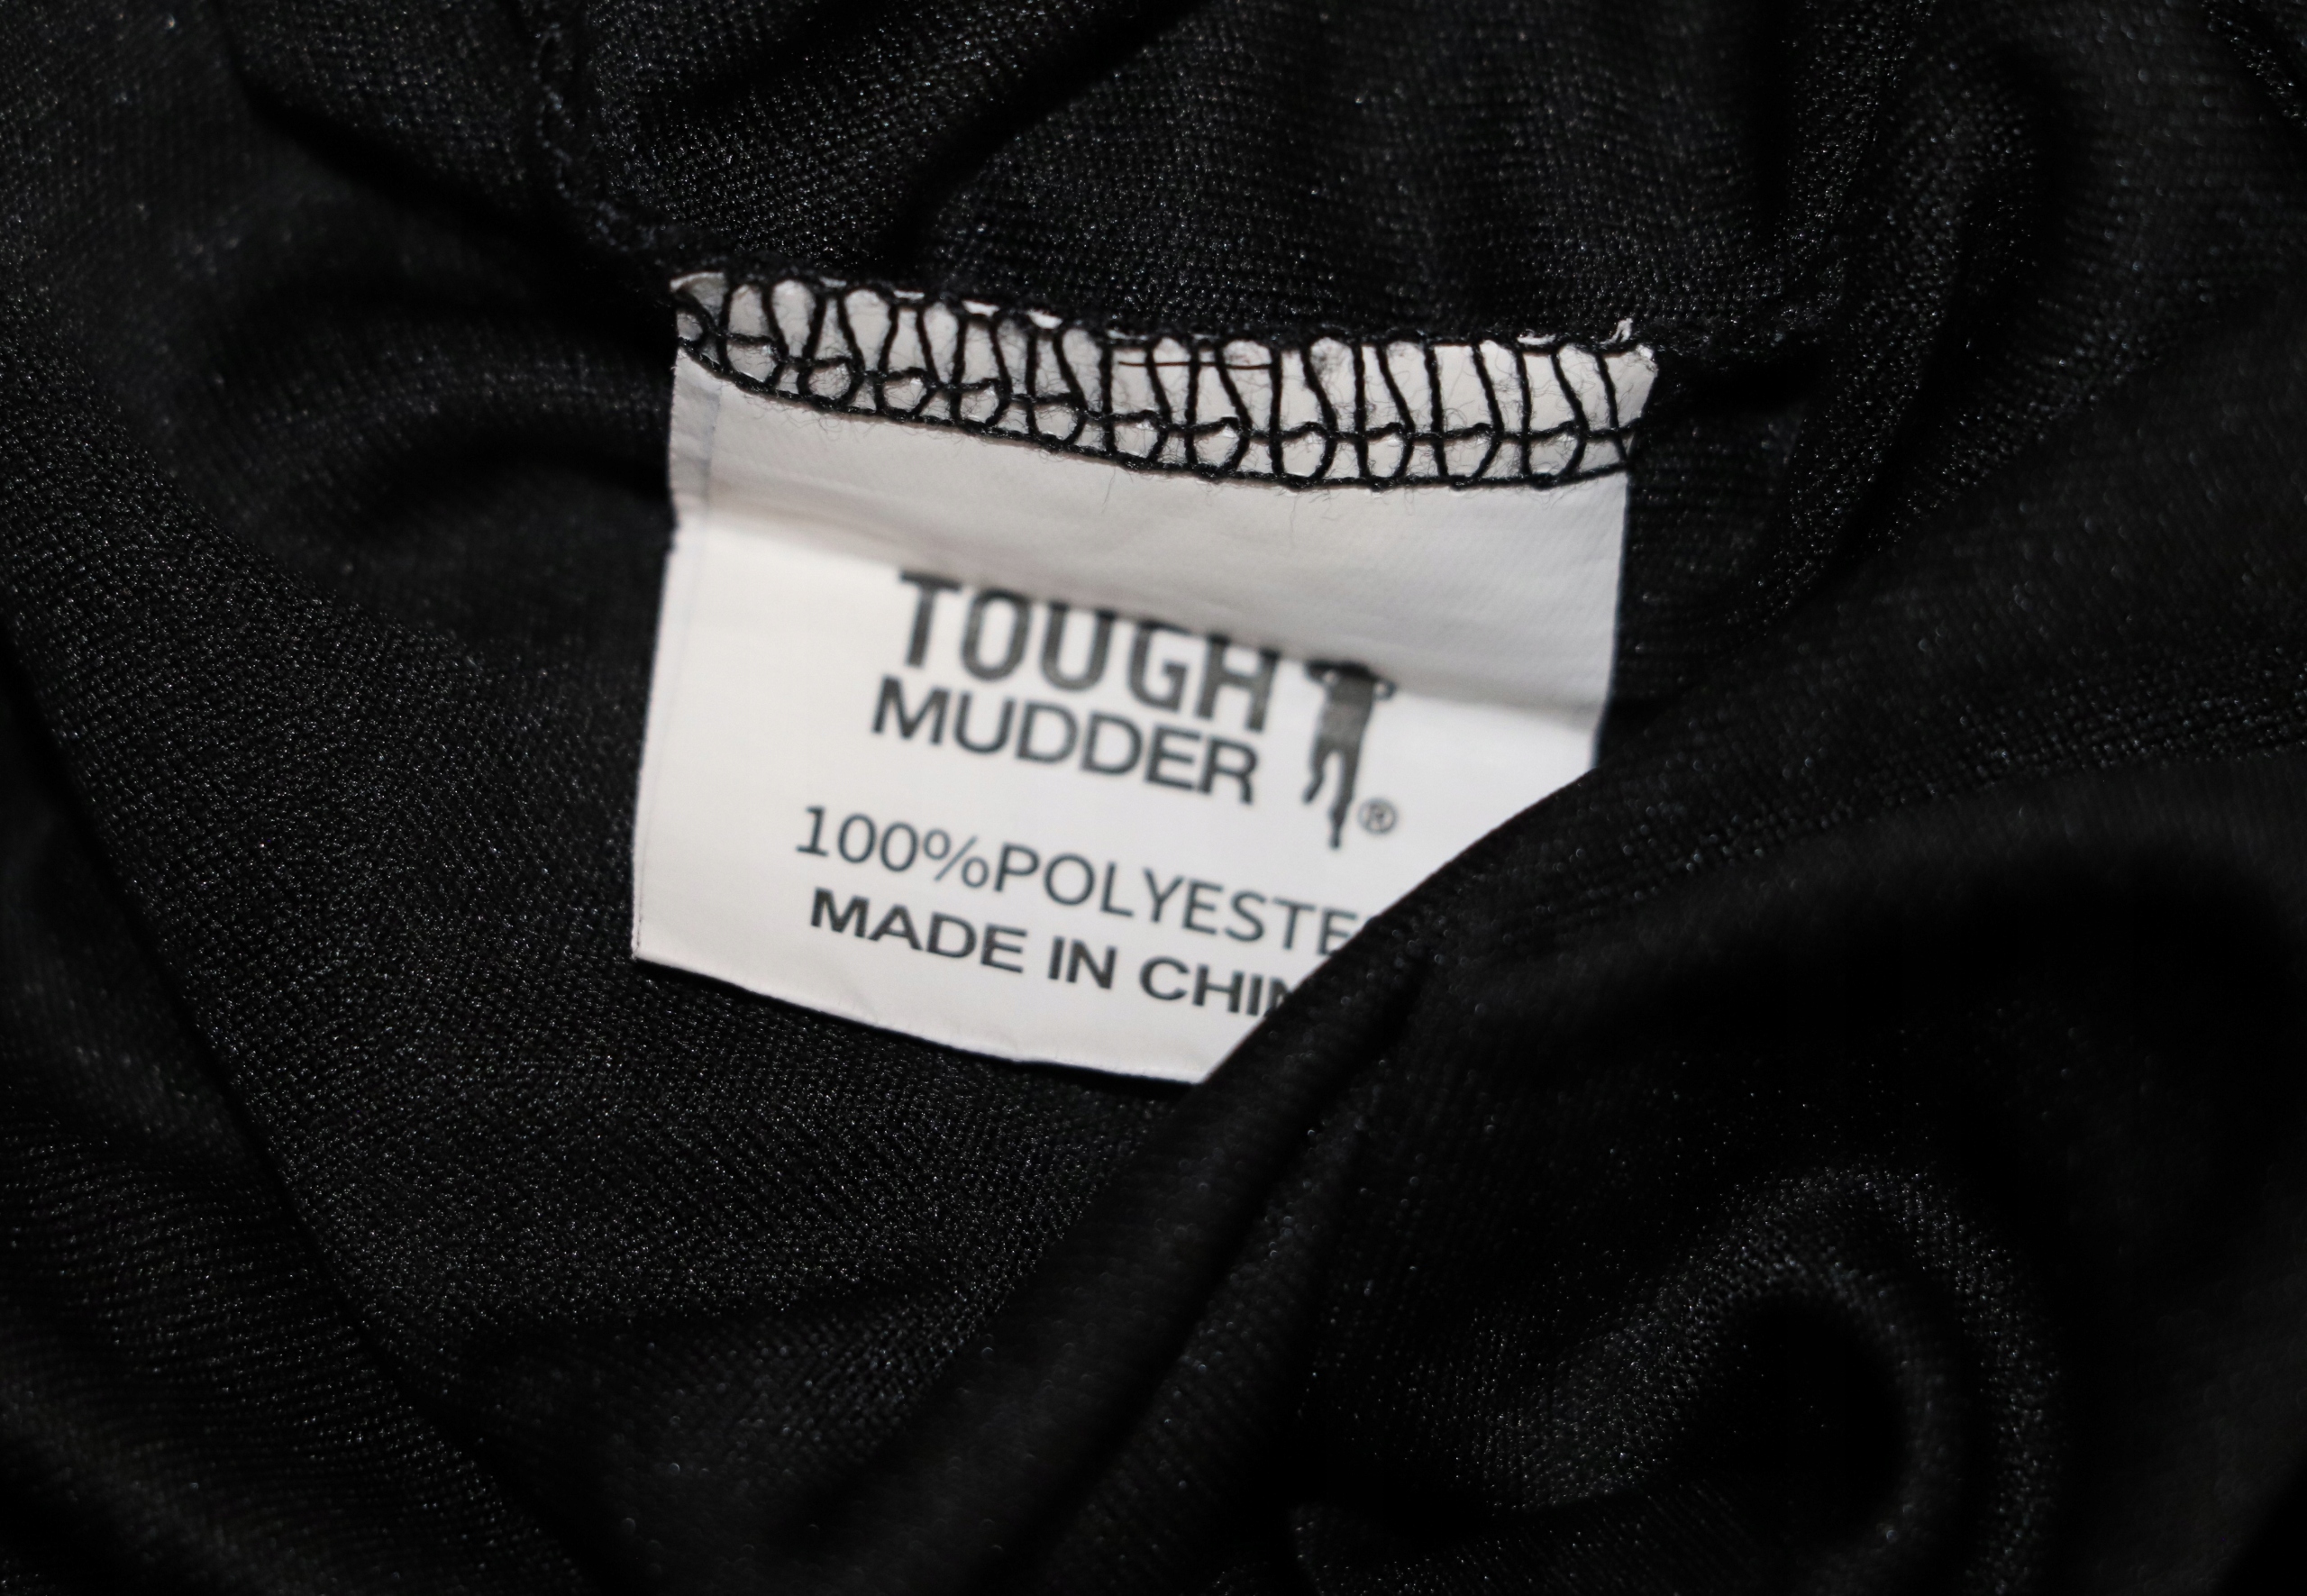 TOUGH
MUDDER
®
100%POLYESTE
MADE IN CHIN